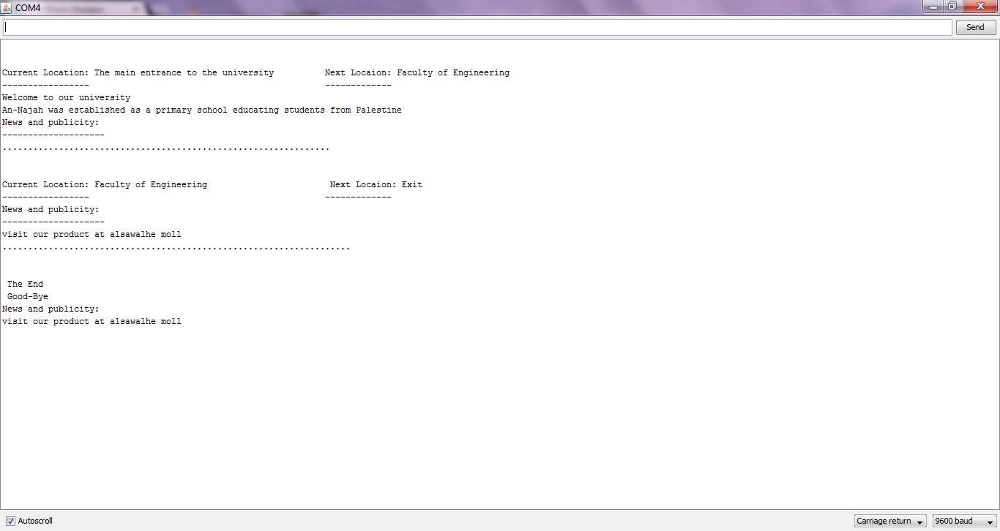 COM4
Send
Current Location: The main entrance to the university          Next Locaion: Faculty of Engineering
-----------------                                              -------------
Welcome to our university
An-Najah was established as a primary school educating students from Palestine
News and publicity:
--------------------
................................................................
Current Location: Faculty of Engineering                        Next Locaion: Exit
-----------------                                              -------------
News and publicity:
--------------------
visit our product at alsawalhe moll
....................................................................
The End
Good-Bye
News and publicity:
visit our product at alsawalhe moll
Autoscroll
Carriage return
9600 baud